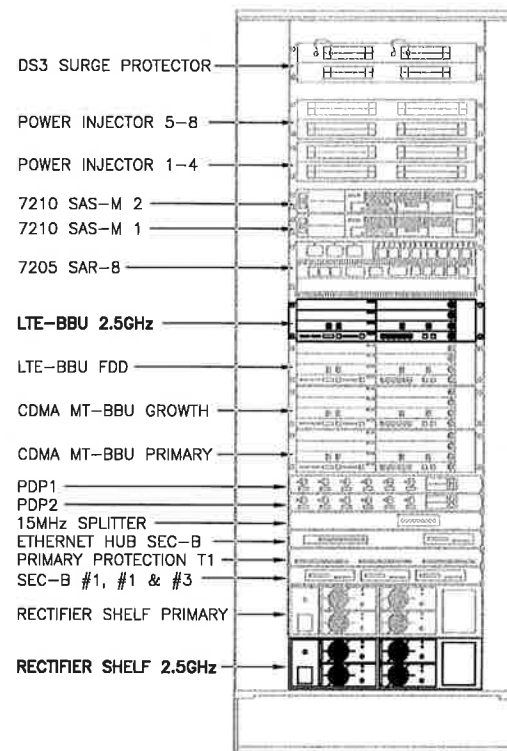 DS3 SURGE PROTECTOR
POWER INJECTOR 5-8
POWER INJECTOR 1-4
7210 SAS-M 2
7210 SAS-M 1
7205 SAR-8
LTE-BBU 2.5GHz
LTE-BBU FDD
CDMA MT-BBU GROWTH
CDMA MT-BBU PRIMARY
PDP1
PDP2
15MHz SPLITTER
ETHERNET HUB SEC-B
PRIMARY PROTECTION T1
SEC-B #1, #1 & #3
RECTIFIER SHELF PRIMARY
RECTIFIER SHELF 2.5GHz